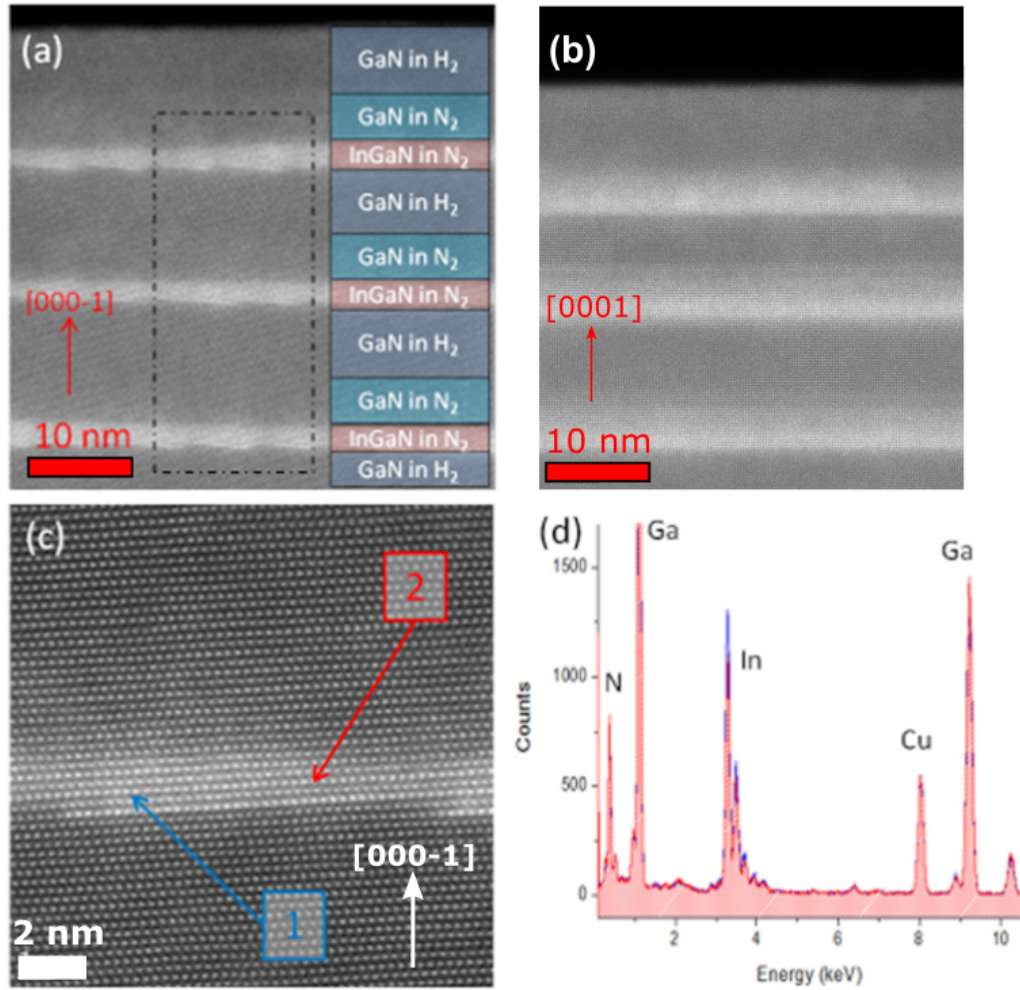 (a)
GaN in H₂
GaN in N₂
InGaN in N₂
GaN in H₂
GaN in N₂
InGaN in N₂
GaN in H₂
GaN in N₂
InGaN in N₂
GaN in H₂
[000-1]
10 nm
(b)
[0001]
10 nm
(c)
2
1
[000-1]
2 nm
(d)
Ga
Ga
N
In
Cu
1500
1000
500
0
Counts
2
4
6
8
10
Energy (keV)